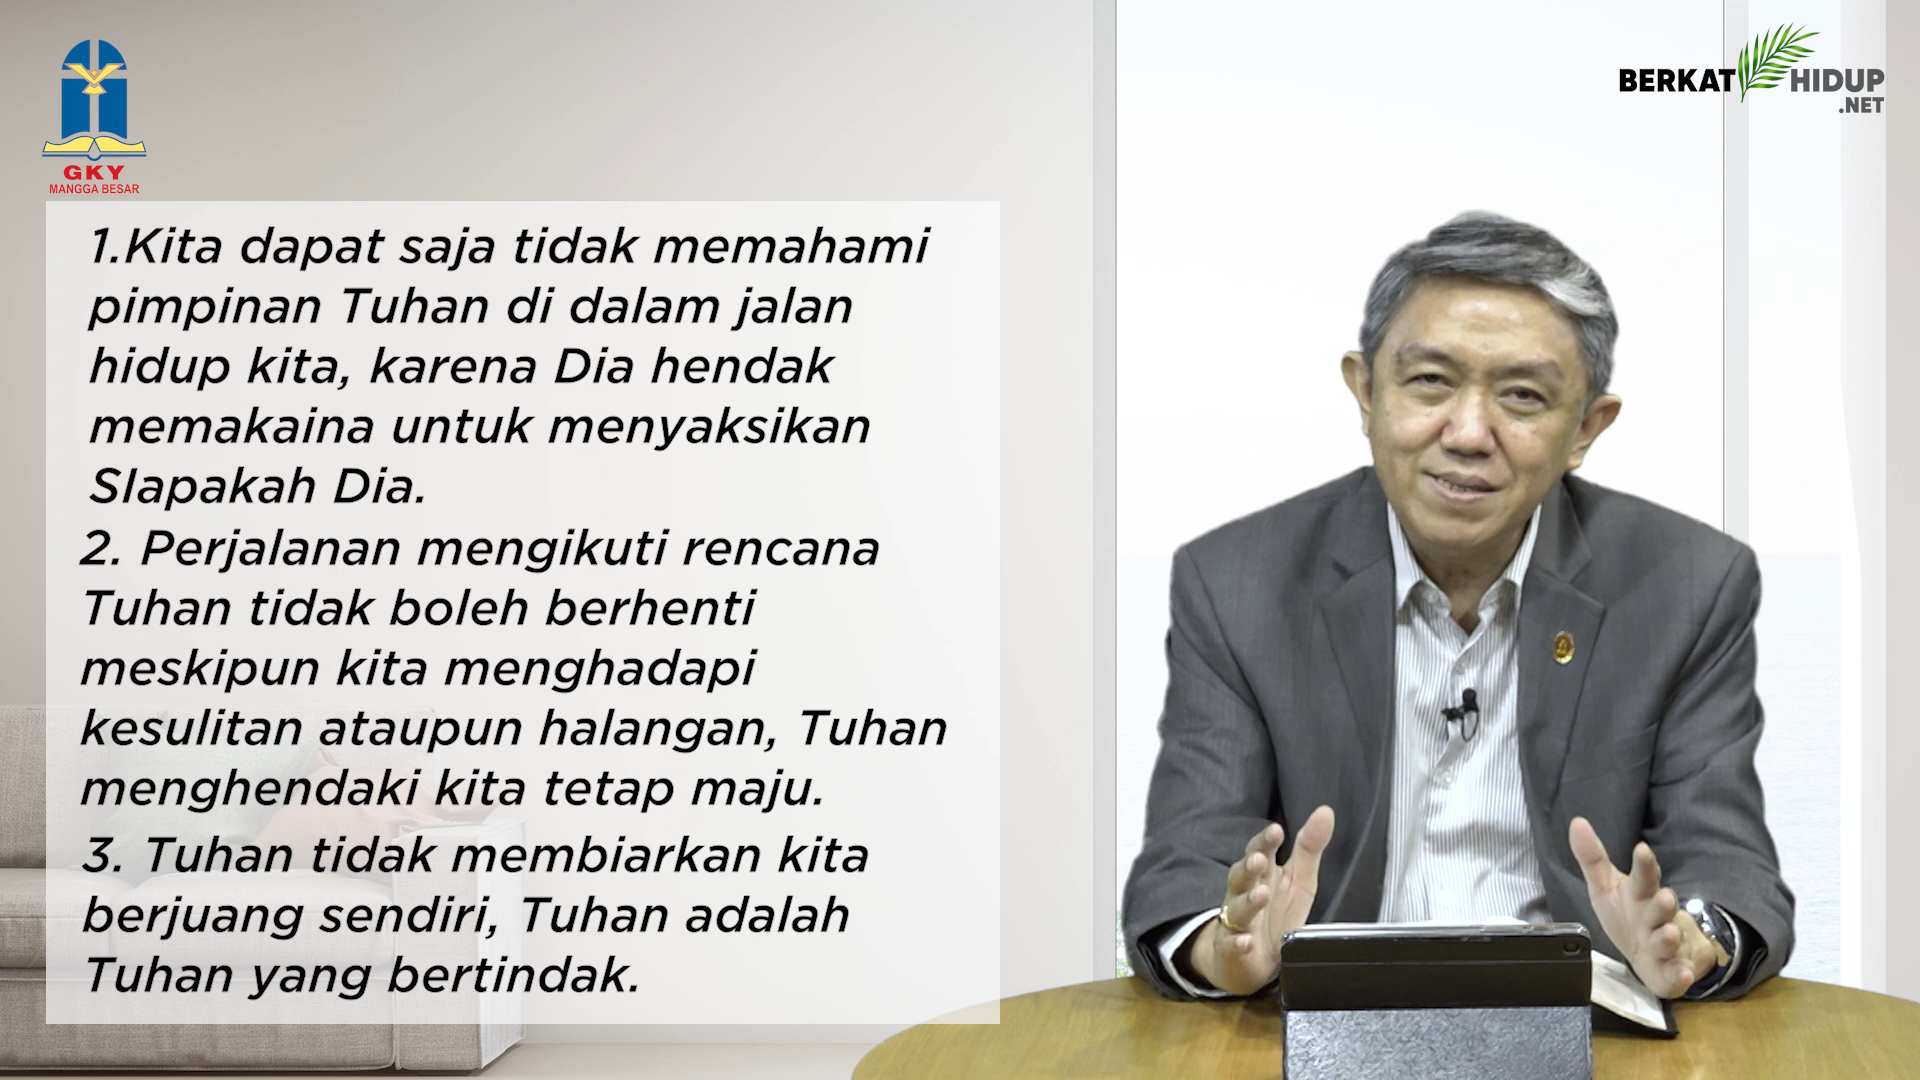 GKY
MANGGA BESAR
BERKAT HIDUP
.NET
1.Kita dapat saja tidak memahami
pimpinan Tuhan di dalam jalan
hidup kita, karena Dia hendak
memakaina untuk menyaksikan
SIapakah Dia.
2. Perjalanan mengikuti rencana
Tuhan tidak boleh berhenti
meskipun kita menghadapi
kesulitan ataupun halangan, Tuhan
menghendaki kita tetap maju.
3. Tuhan tidak membiarkan kita
berjuang sendiri, Tuhan adalah
Tuhan yang bertindak.